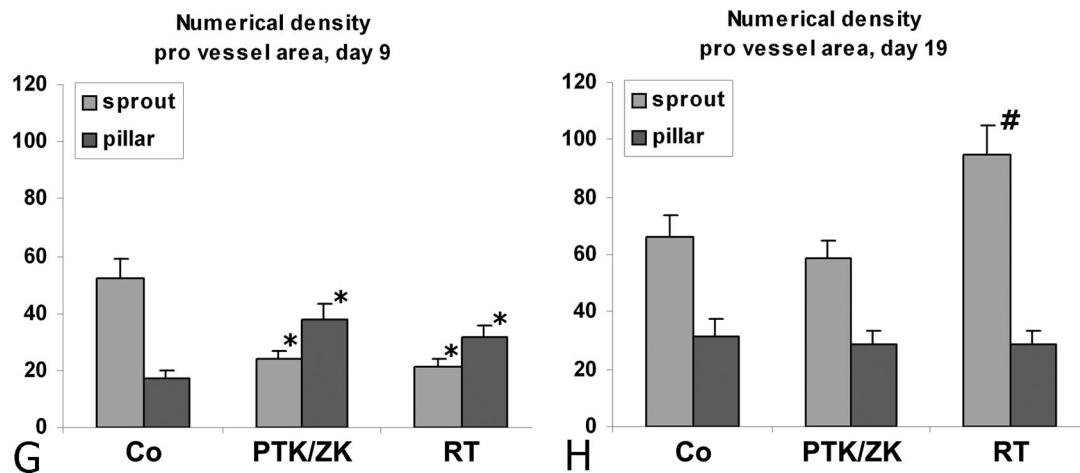 Numerical density
pro vessel area, day 9
120
100
80
60
40
20
0
sprout
pillar
*
*
*
*
Co
PTK/ZK
RT
G
Numerical density
pro vessel area, day 19
120
100
80
60
40
20
0
sprout
pillar
#
Co
PTK/ZK
RT
H